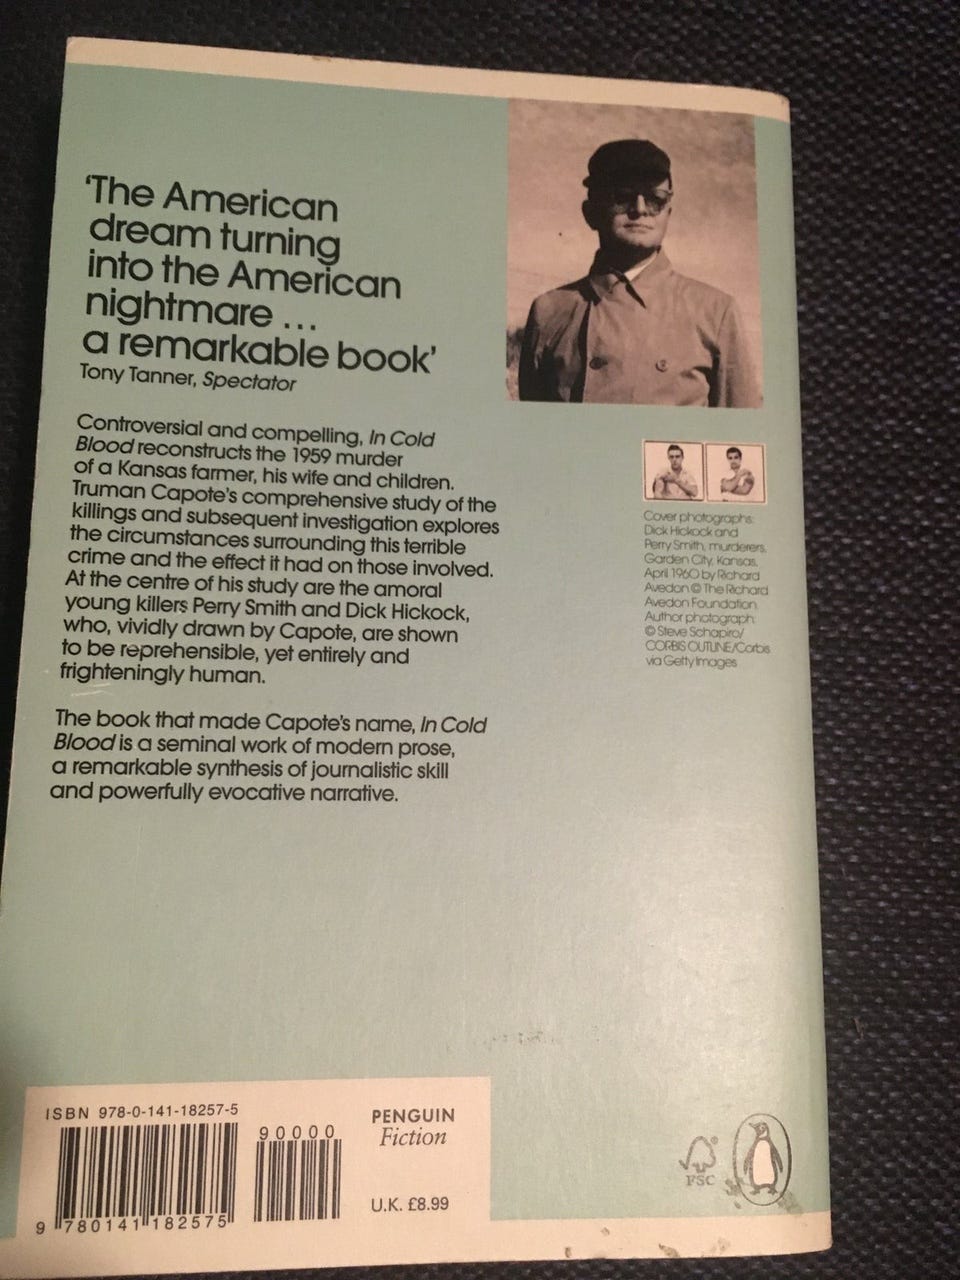 ‘The American
dream turning
into the American
nightmare ...
a remarkable book’
Tony Tanner, Spectator
Controversial and compelling, In Cold
Blood reconstructs the 1959 murder
of a Kansas farmer, his wife and children.
Truman Capote's comprehensive study of the
killings and subsequent investigation explores
the circumstances surrounding this terrible
crime and the effect it had on those involved.
At the centre of his study are the amoral
young killers Perry Smith and Dick Hickock,
who, vividly drawn by Capote, are shown
to be reprehensible, yet entirely and
frighteningly human.
The book that made Capote's name, In Cold
Blood is a seminal work of modern prose,
a remarkable synthesis of journalistic skill
and powerfully evocative narrative.
Cover photographs:
Dick Hickock and
Perry Smith, murderers,
Garden City, Kansas,
April 1960 by Richard
Avedon © The Richard
Avedon Foundation.
Author photograph:
© Steve Schapiro/
CORBIS OUTLINE/Corbis
via Getty Images
ISBN 978-0-141-18257-5
90000
9 780141 182575
PENGUIN
Fiction
U.K. £8.99
FSC